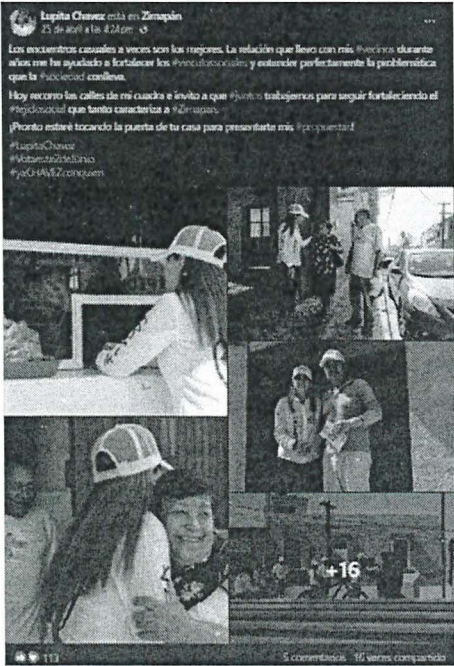 Lupita Chavez está en Zimapán
25 de abril a las 4:24 pm
Los encuentros casuales a veces son los mejores. La relación que llevo con mis #vecinos durante
años me ha ayudado a fortalecer los #vinculossociales y entender perfectamente la problemática
que la #sociedad conlleva.
Hoy recorro las calles de mi cuadra e invito a que #juntos trabajemos para seguir fortaleciendo el
#tejidosocial que tanto caracteriza a #Zimapan.
¡Pronto estaré tocando la puerta de tu casa para presentarte mis #propuestas!
#LupitaChavez
#Votaeste2deJunio
#yaCHAVEZconquien
+16
113
5 comentarios 16 veces compartido